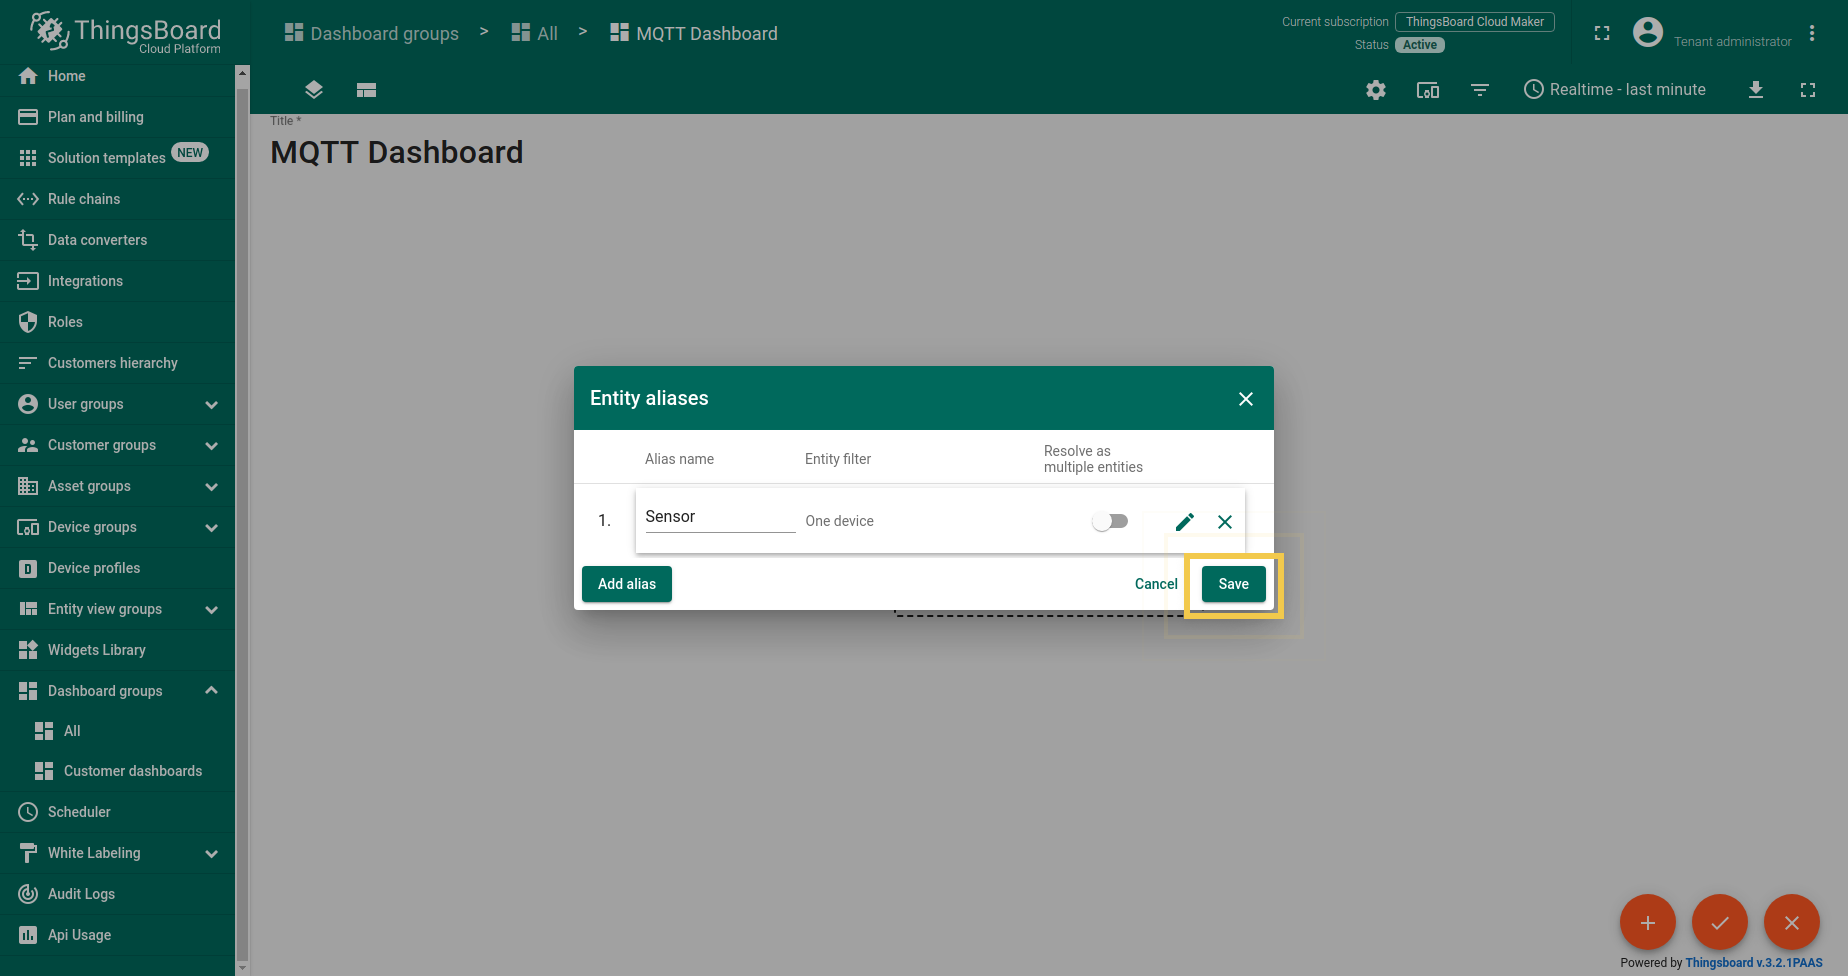 ThingsBoard
Cloud Platform
Dashboard groups > All > MQTT Dashboard
Current subscription ThingsBoard Cloud Maker
Status Active
Tenant administrator
Realtime - last minute
Home
Plan and billing
Solution templates NEW
Rule chains
Data converters
Integrations
Roles
Customers hierarchy
User groups
Customer groups
Asset groups
Device groups
Device profiles
Entity view groups
Widgets Library
Dashboard groups
All
Customer dashboards
Scheduler
White Labeling
Audit Logs
Api Usage
Title *
MQTT Dashboard
Entity aliases
Alias name Entity filter Resolve as
multiple entities
1. Sensor One device
Add alias Cancel Save
Powered by Thingsboard v.3.2.1PAAS